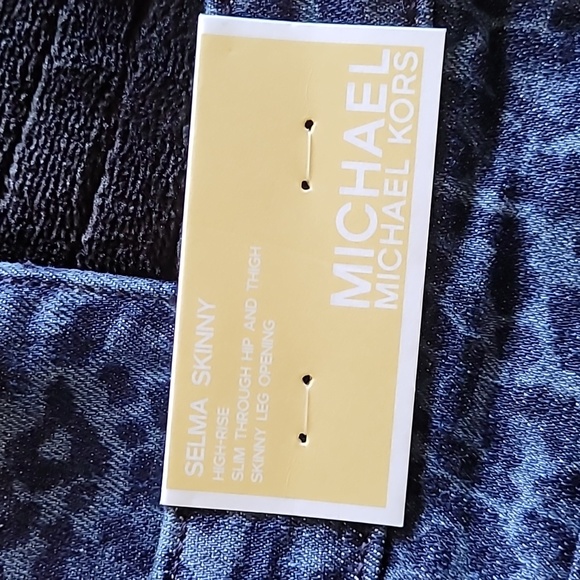 MICHAEL
MICHAEL KORS
SELMA SKINNY
HIGH-RISE
SLIM THROUGH HIP AND THIGH
SKINNY LEG OPENING